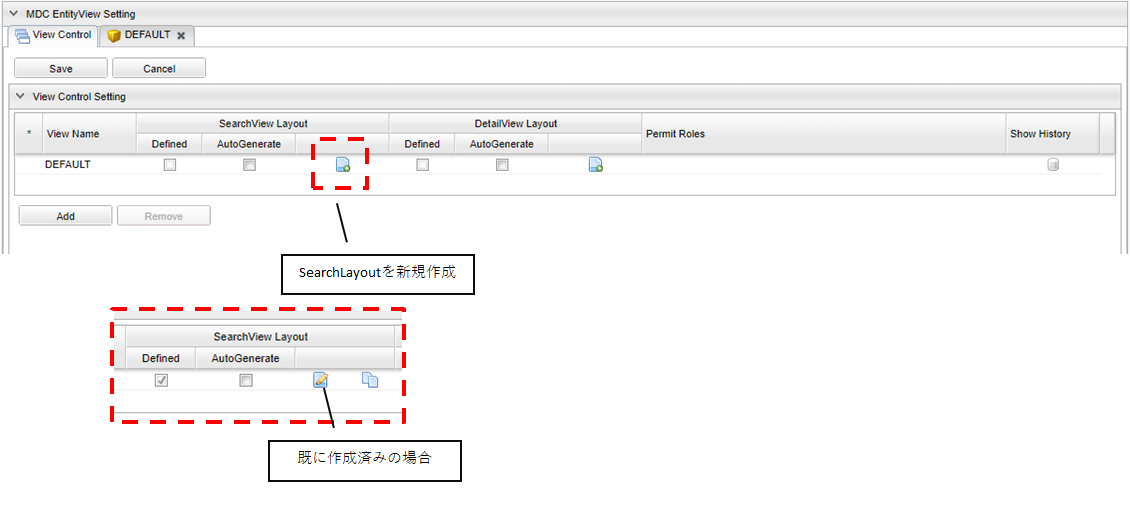 MDC EntityView Setting
View Control
DEFAULT
Save
Cancel
View Control Setting
*
View Name
SearchView Layout
DetailView Layout
Permit Roles
Show History
Defined
AutoGenerate
Defined
AutoGenerate
DEFAULT
Add
Remove
SearchLayoutを新規作成
SearchView Layout
Defined
AutoGenerate
既に作成済みの場合